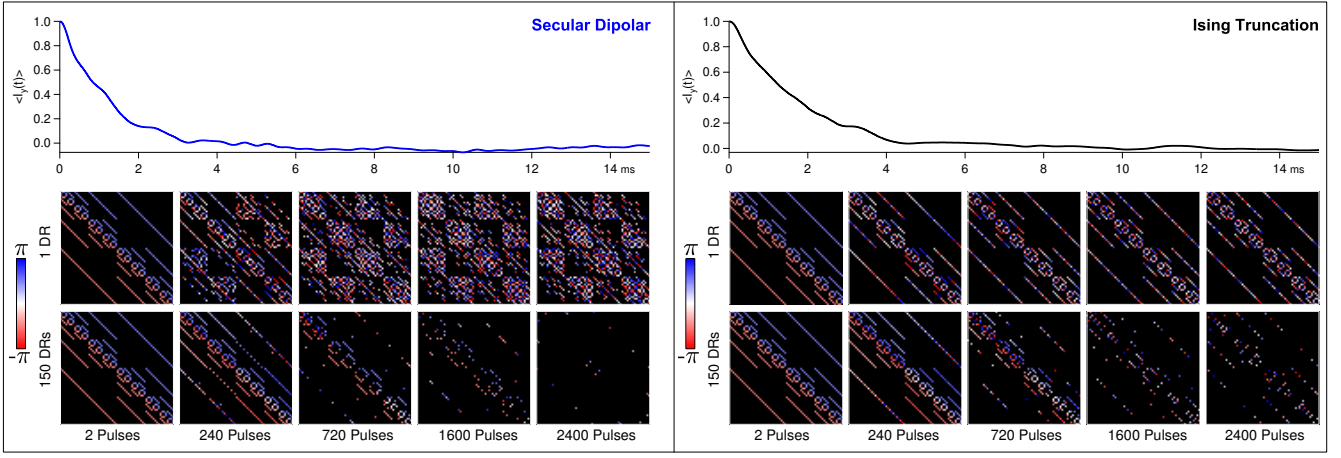 Secular Dipolar
<I_y(t)>
1.0
0.8
0.6
0.4
0.2
0.0
0 2 4 6 8 10 12 14 ms
1 DR
π
-π
150 DRs
2 Pulses 240 Pulses 720 Pulses 1600 Pulses 2400 Pulses
Ising Truncation
<I_y(t)>
1.0
0.8
0.6
0.4
0.2
0.0
0 2 4 6 8 10 12 14 ms
1 DR
π
-π
150 DRs
2 Pulses 240 Pulses 720 Pulses 1600 Pulses 2400 Pulses